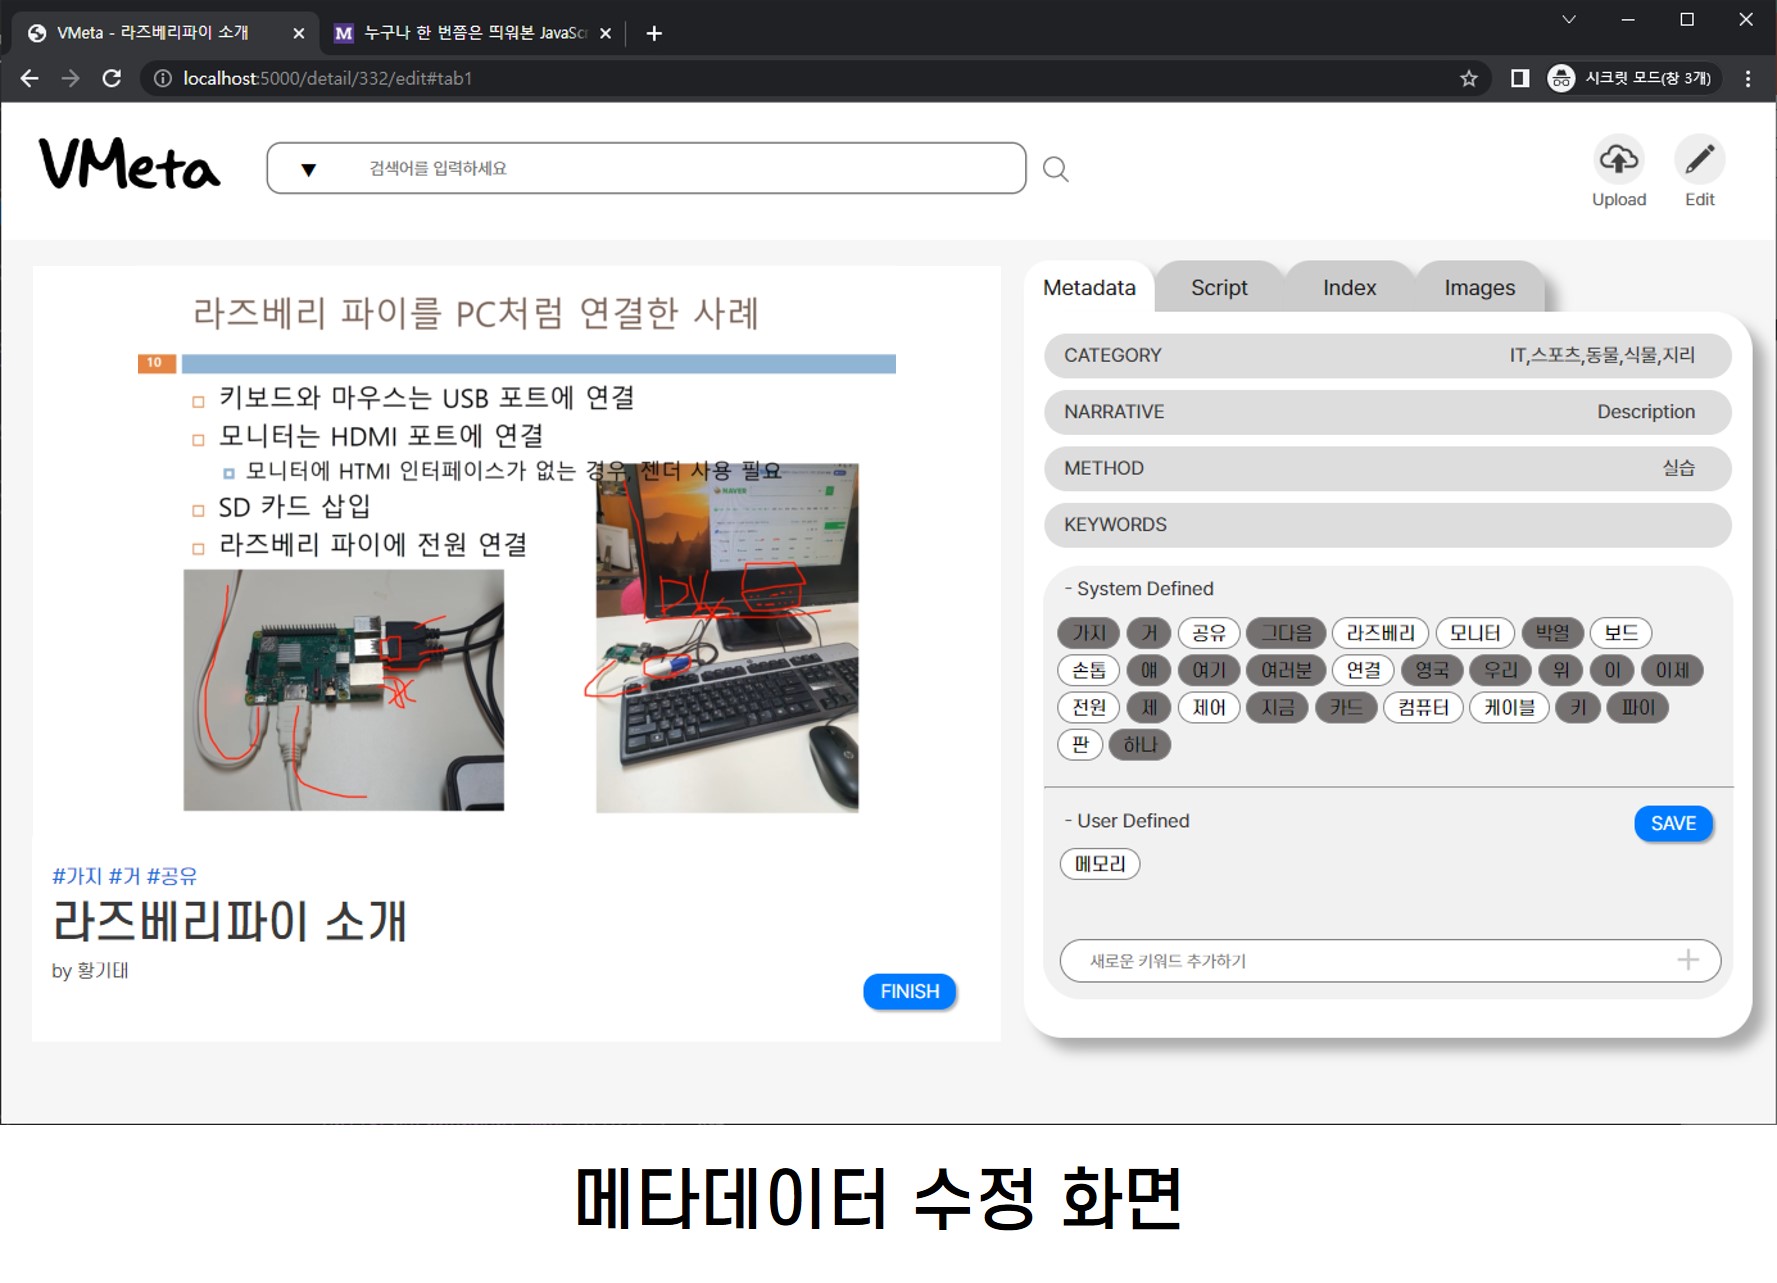 VMeta - 라즈베리파이 소개
누구나 한 번쯤은 띄워본 JavaScr
localhost:5000/detail/332/edit#tab1
시크릿 모드(창 3개)
VMeta
검색어를 입력하세요
Upload
Edit
라즈베리 파이를 PC처럼 연결한 사례
10
키보드와 마우스는 USB 포트에 연결
모니터는 HDMI 포트에 연결
모니터에 HTMI 인터페이스가 없는 경우, 젠더 사용 필요
SD 카드 삽입
라즈베리 파이에 전원 연결
NAVER
#가지 #거 #공유
라즈베리파이 소개
by 황기태
FINISH
Metadata Script Index Images
CATEGORY IT,스포츠,동물,식물,지리
NARRATIVE Description
METHOD 실습
KEYWORDS
- System Defined
가지 거 공유 그다음 라즈베리 모니터 박열 보드
손톱 얘 여기 여러분 연결 영국 우리 위 이 이제
전원 제 제어 지금 카드 컴퓨터 케이블 키 파이
판 하나
- User Defined
SAVE
메모리
새로운 키워드 추가하기
메타데이터 수정 화면